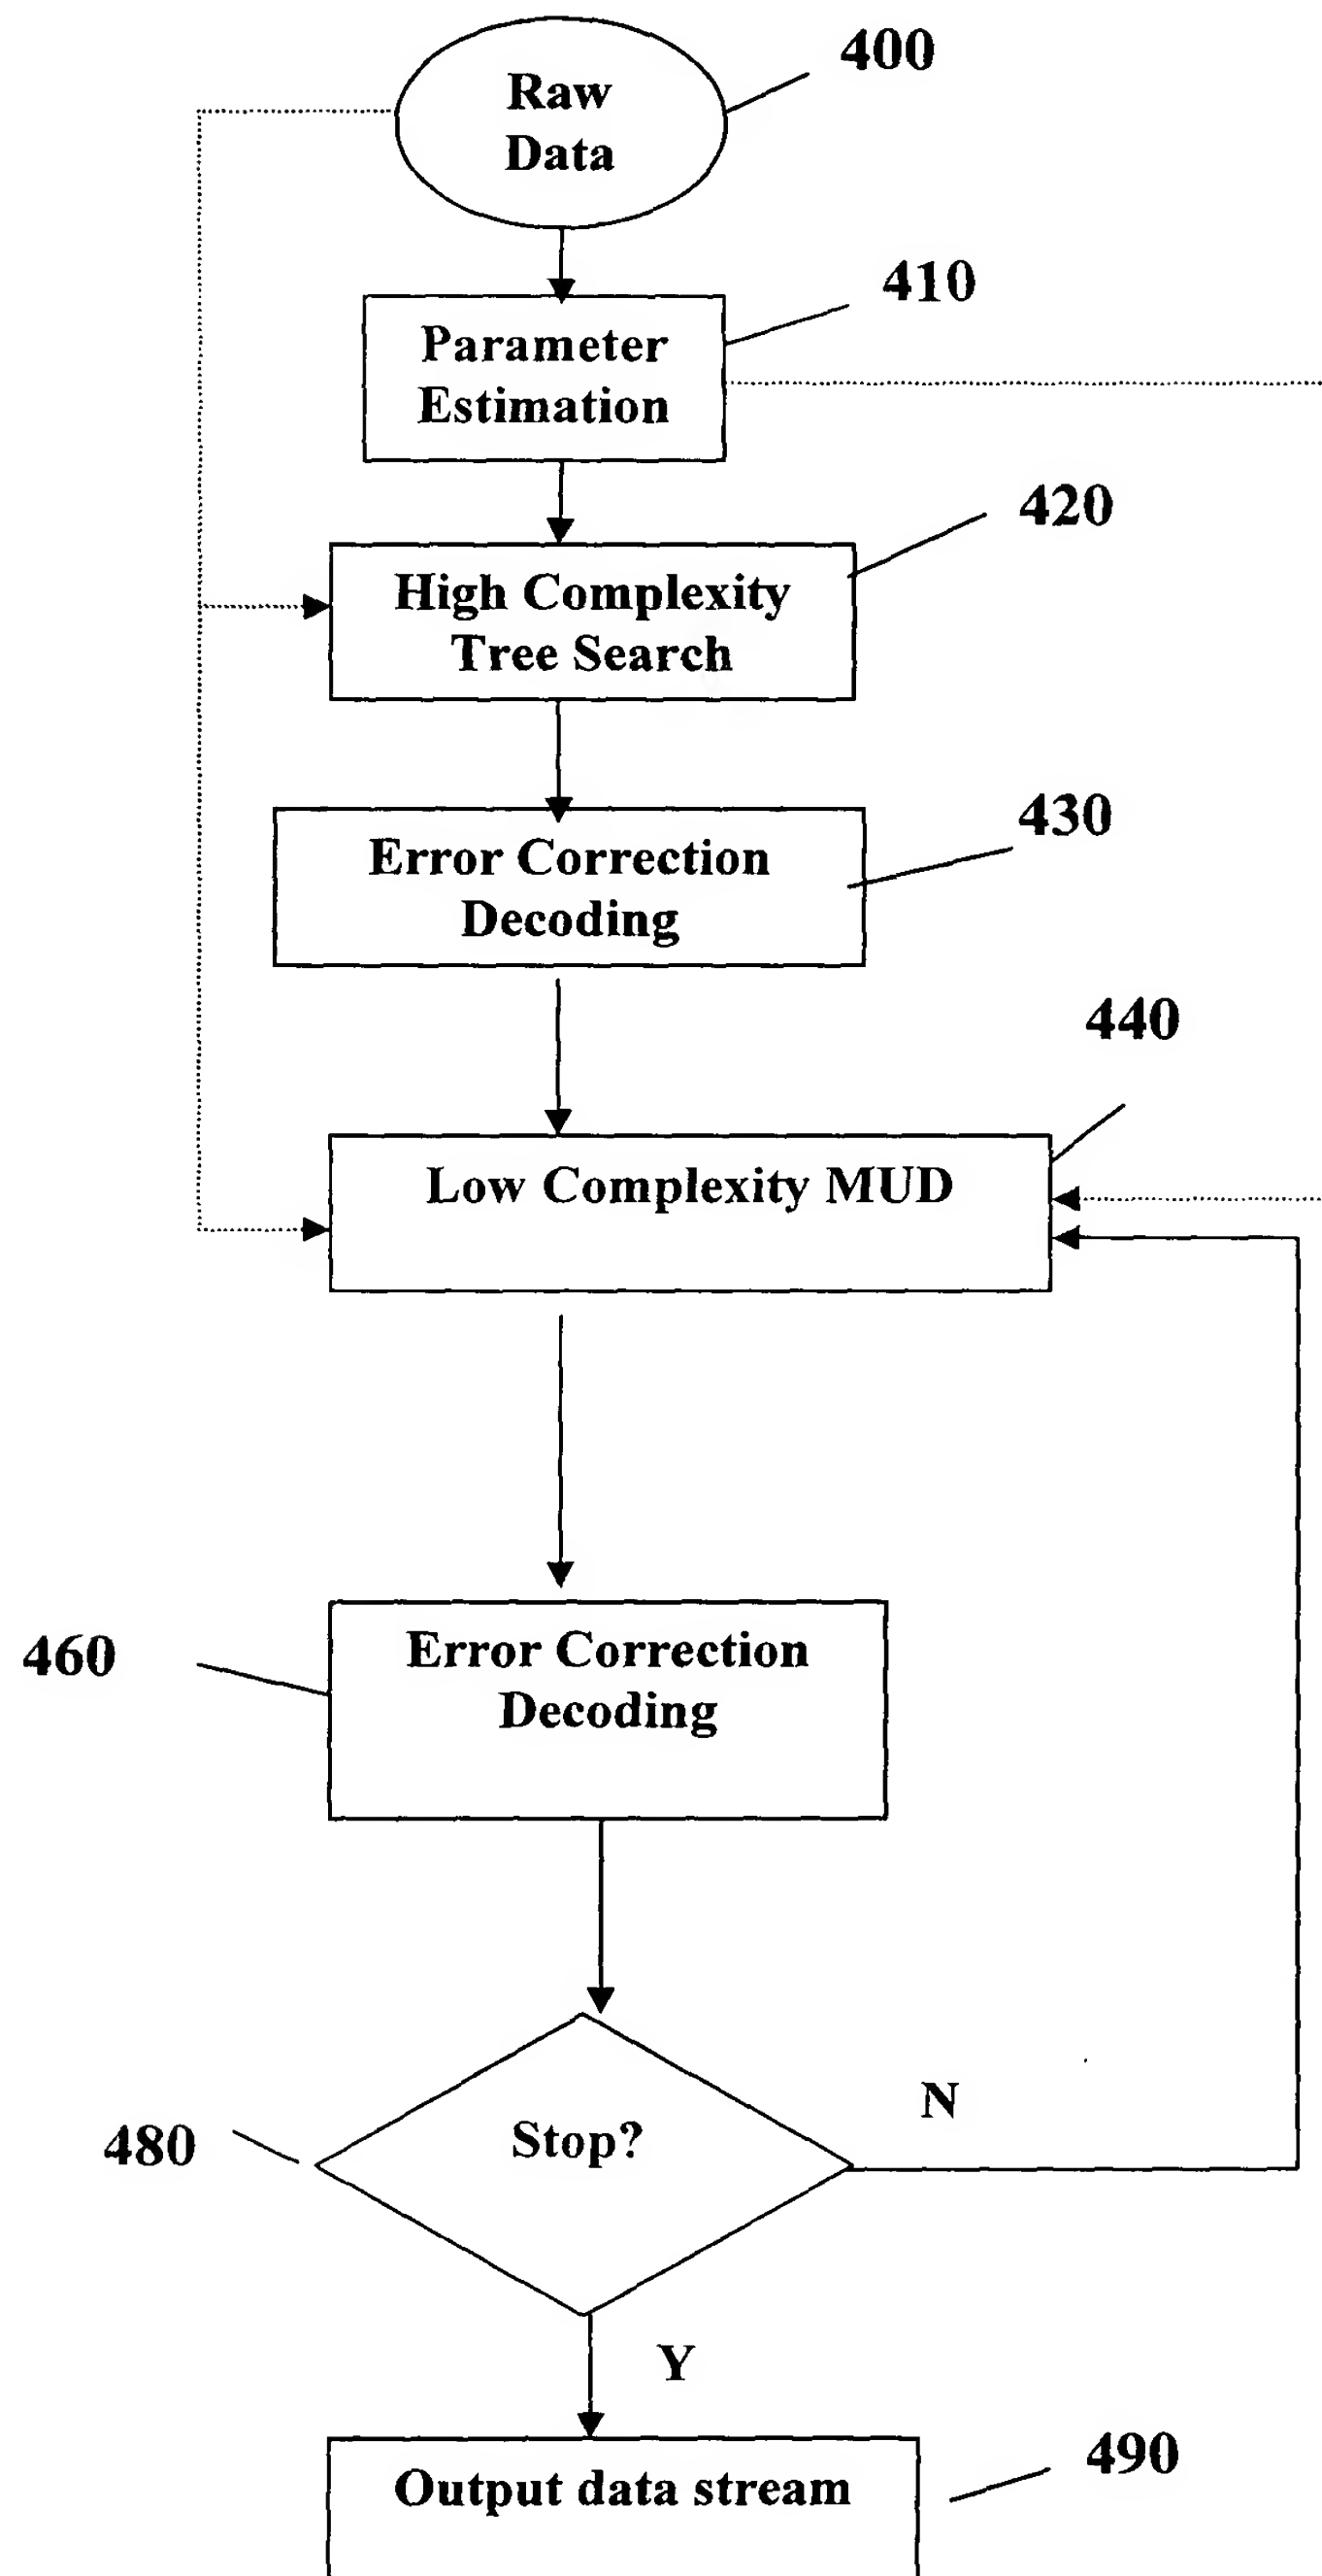 Raw
Data
400
410
Parameter
Estimation
420
High Complexity
Tree Search
430
Error Correction
Decoding
440
Low Complexity MUD
460
Error Correction
Decoding
480
Stop?
N
Y
490
Output data stream